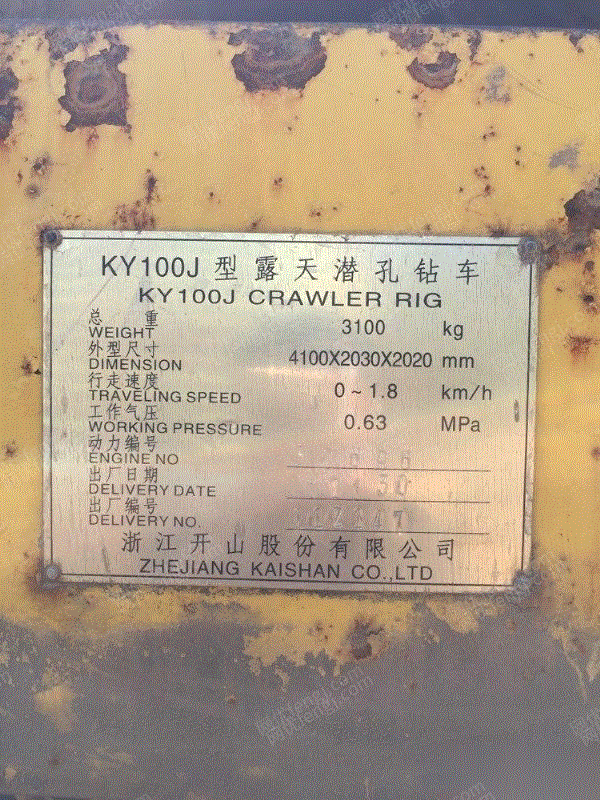 KY100J 型露天潜孔钻车
KY100J CRAWLER RIG
总重
WEIGHT 3100 kg
外型尺寸
DIMENSION 4100X2030X2020 mm
行走速度
TRAVELING SPEED 0~1.8 km/h
工作气压
WORKING PRESSURE 0.63 MPa
动力编号
ENGINE NO
出厂日期
DELIVERY DATE
出厂编号
DELIVERY NO.
浙江开山股份有限公司
ZHEJIANG KAISHAN CO.,LTD